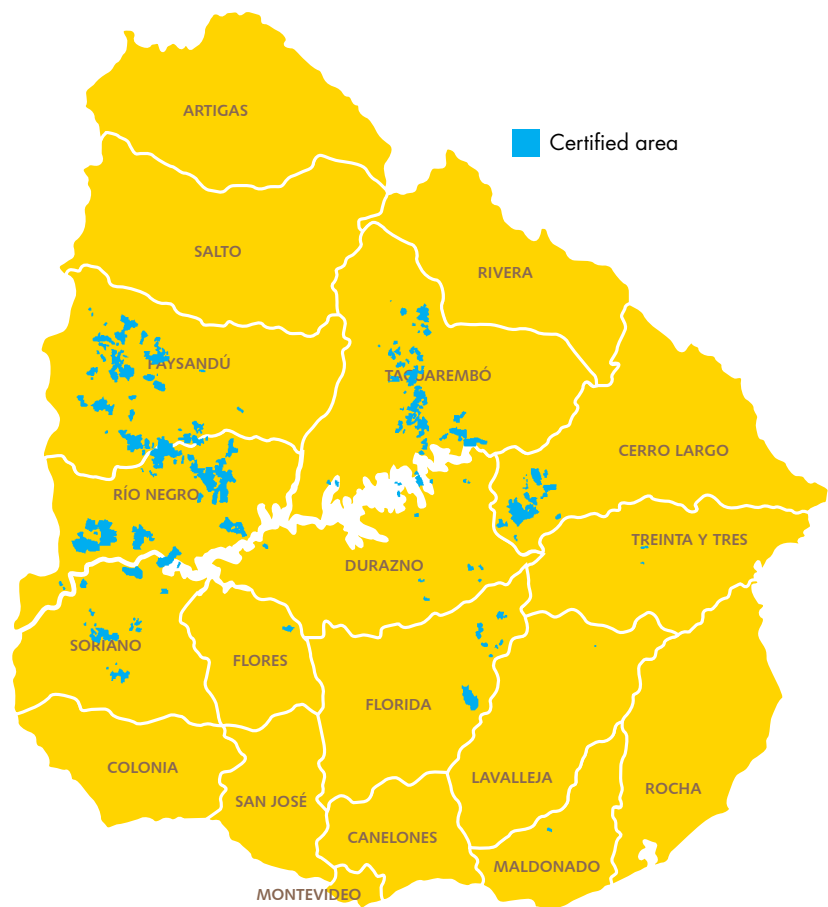 ARTIGAS
Certified area
SALTO
RIVERA
PAYSANDÚ
TACUAREMBÓ
CERRO LARGO
RÍO NEGRO
TREINTA Y TRES
DURAZNO
SORIANO
FLORES
FLORIDA
COLONIA
LAVALLEJA
ROCHA
SAN JOSÉ
CANELONES
MALDONADO
MONTEVIDEO